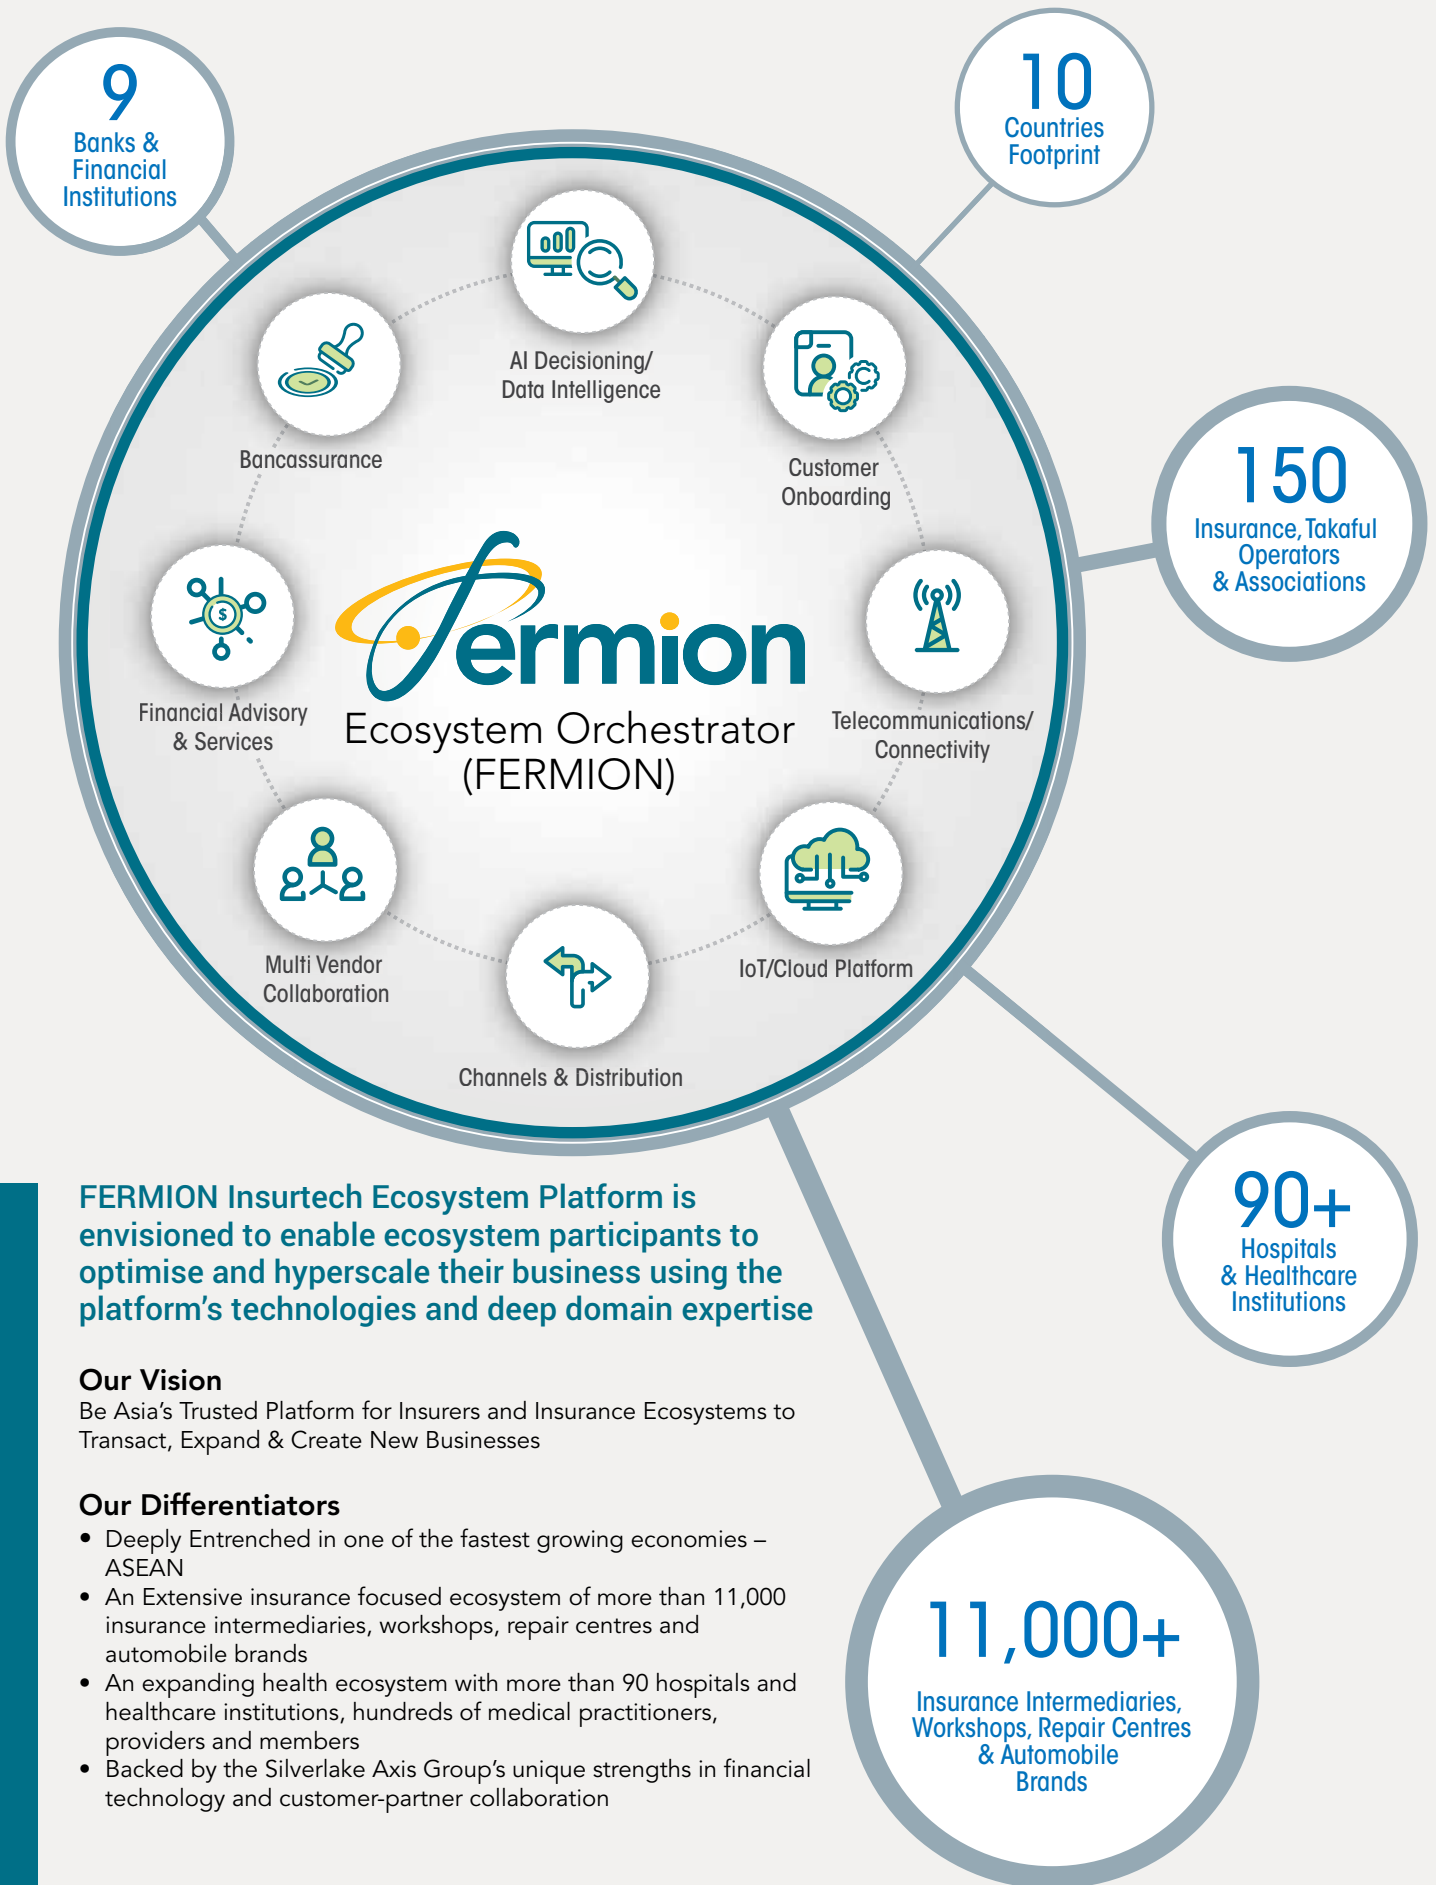 9
Banks &
Financial
Institutions
10
Countries
Footprint
AI Decisioning/
Data Intelligence
Bancassurance
Customer
Onboarding
150
Insurance, Takaful
Operators
& Associations
Fermion
Ecosystem Orchestrator
(FERMION)
Financial Advisory
& Services
Telecommunications/
Connectivity
Multi Vendor
Collaboration
IoT/Cloud Platform
Channels & Distribution
90+
Hospitals
& Healthcare
Institutions
FERMION Insurtech Ecosystem Platform is
envisioned to enable ecosystem participants to
optimise and hyperscale their business using the
platform’s technologies and deep domain expertise
Our Vision
Be Asia’s Trusted Platform for Insurers and Insurance Ecosystems to
Transact, Expand & Create New Businesses
Our Differentiators
• Deeply Entrenched in one of the fastest growing economies –
ASEAN
• An Extensive insurance focused ecosystem of more than 11,000
insurance intermediaries, workshops, repair centres and
automobile brands
• An expanding health ecosystem with more than 90 hospitals and
healthcare institutions, hundreds of medical practitioners,
providers and members
• Backed by the Silverlake Axis Group’s unique strengths in financial
technology and customer-partner collaboration
11,000+
Insurance Intermediaries,
Workshops, Repair Centres
& Automobile
Brands